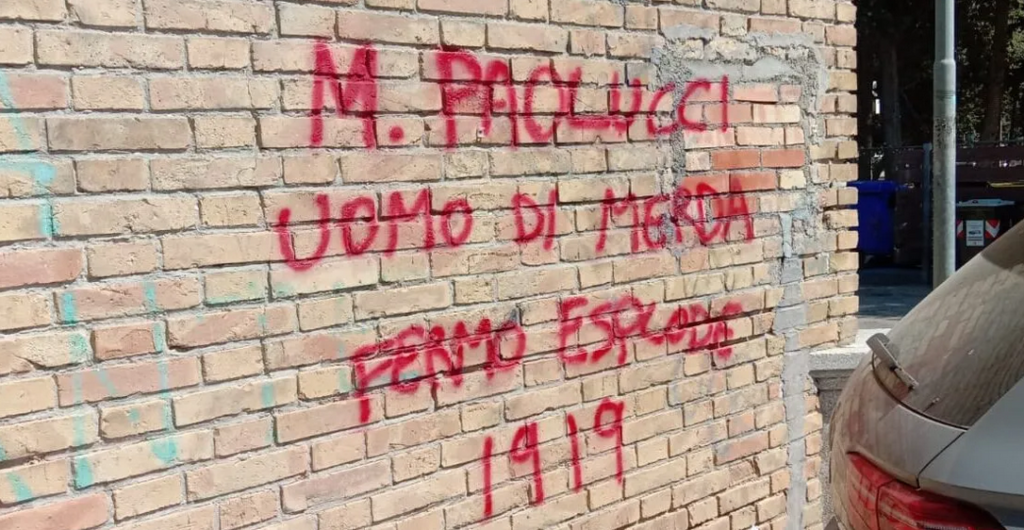 M. PAOLUCCI
UOMO DI MERDA
FERMO ESPLODE
1919